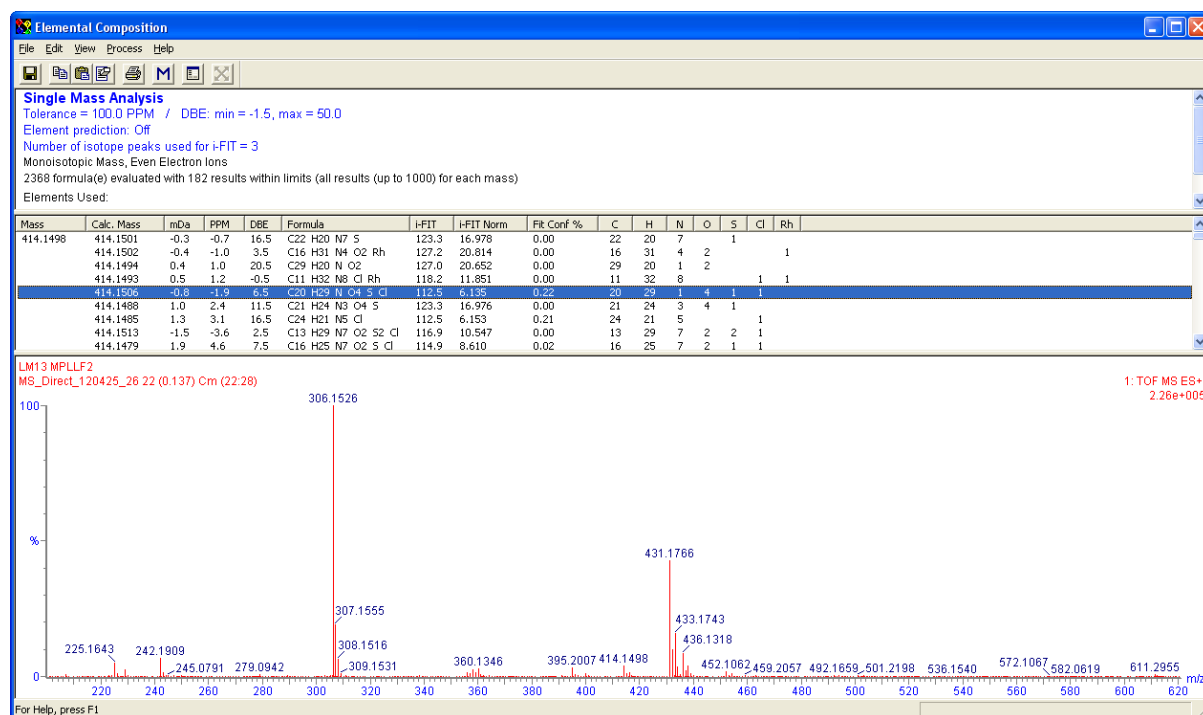 Elemental Composition
File Edit View Process Help
M
Single Mass Analysis
Tolerance = 100.0 PPM / DBE: min = -1.5, max = 50.0
Element prediction: Off
Number of isotope peaks used for i-FIT = 3
Monoisotopic Mass, Even Electron Ions
2368 formula(e) evaluated with 182 results within limits (all results (up to 1000) for each mass)
Elements Used:
Mass Calc. Mass mDa PPM DBE Formula i-FIT i-FIT Norm Fit Conf % C H N O S Cl Rh
414.1498 414.1501 -0.3 -0.7 16.5 C22 H20 N7 S 123.3 16.978 0.00 22 20 7 1
414.1502 -0.4 -1.0 3.5 C16 H31 N4 O2 Rh 127.2 20.814 0.00 16 31 4 2 1
414.1494 0.4 1.0 20.5 C29 H20 N O2 127.0 20.652 0.00 29 20 1 2
414.1493 0.5 1.2 -0.5 C11 H32 N8 Cl Rh 118.2 11.851 0.00 11 32 8 1 1
414.1506 -0.8 -1.9 6.5 C20 H29 N O4 S Cl 112.5 6.135 0.22 20 29 1 4 1 1
414.1488 1.0 2.4 11.5 C21 H24 N3 O4 S 123.3 16.976 0.00 21 24 3 4 1
414.1485 1.3 3.1 16.5 C24 H21 N5 Cl 112.5 6.153 0.21 24 21 5 1
414.1513 -1.5 -3.6 2.5 C13 H29 N7 O2 S2 Cl 116.9 10.547 0.00 13 29 7 2 2 1
414.1479 1.9 4.6 7.5 C16 H25 N7 O2 S Cl 114.9 8.610 0.02 16 25 7 2 1 1
LM13 MPLLF2
MS_Direct_120425_26 22 (0.137) Cm (22:28)
1: TOF MS ES+
2.26e+005
100
306.1526
%
431.1766
307.1555
433.1743
308.1516
436.1318
225.1643
242.1909
245.0791
279.0942
309.1531
360.1346
395.2007
414.1498
452.1062
459.2057
492.1659
501.2198
536.1540
572.1067
582.0619
611.2955
0
m/z
220 240 260 280 300 320 340 360 380 400 420 440 460 480 500 520 540 560 580 600 620
For Help, press F1